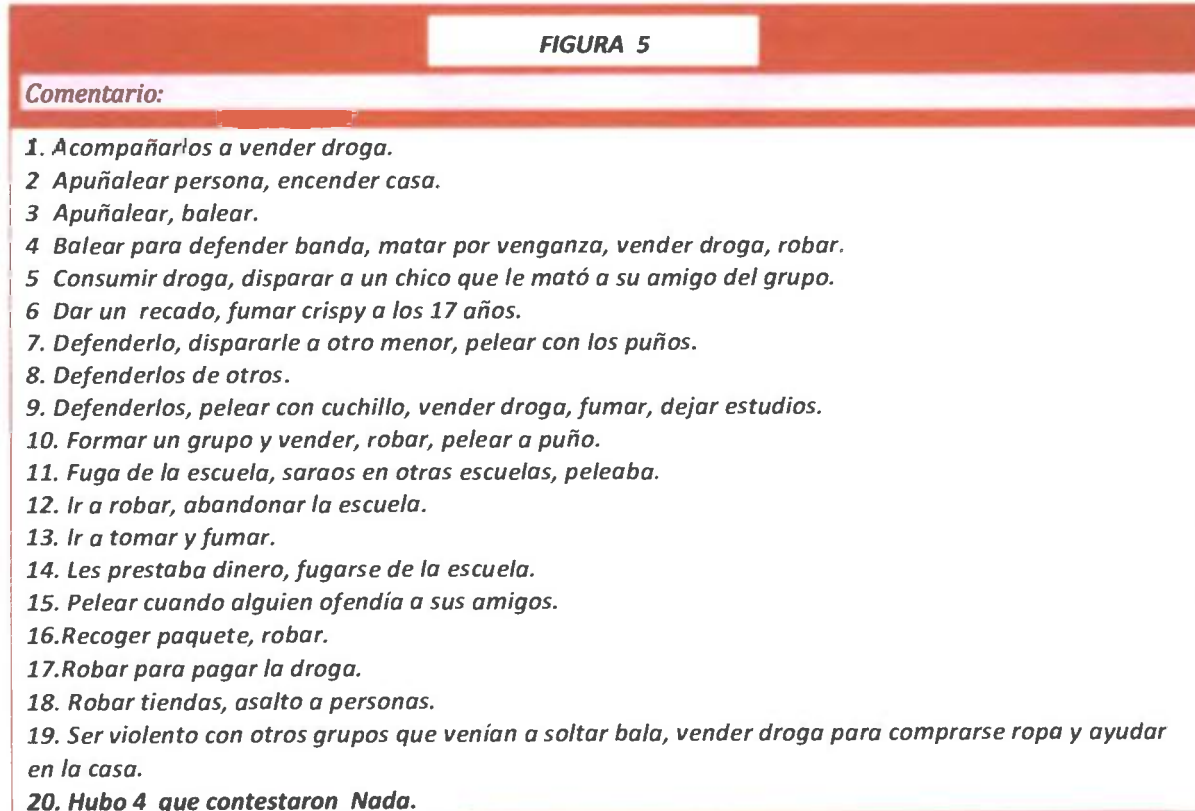 FIGURA 5
Comentario:
1. Acompañarlos a vender droga.
2 Apuñalear persona, encender casa.
3 Apuñalear, balear.
4 Balear para defender banda, matar por venganza, vender droga, robar.
5 Consumir droga, disparar a un chico que le mató a su amigo del grupo.
6 Dar un recado, fumar crispy a los 17 años.
7. Defenderlo, dispararle a otro menor, pelear con los puños.
8. Defenderlos de otros.
9. Defenderlos, pelear con cuchillo, vender droga, fumar, dejar estudios.
10. Formar un grupo y vender, robar, pelear a puño.
11. Fuga de la escuela, saraos en otras escuelas, peleaba.
12. Ir a robar, abandonar la escuela.
13. Ir a tomar y fumar.
14. Les prestaba dinero, fugarse de la escuela.
15. Pelear cuando alguien ofendía a sus amigos.
16.Recoger paquete, robar.
17.Robar para pagar la droga.
18. Robar tiendas, asalto a personas.
19. Ser violento con otros grupos que venían a soltar bala, vender droga para comprarse ropa y ayudar
en la casa.
20. Hubo 4 que contestaron Nada.